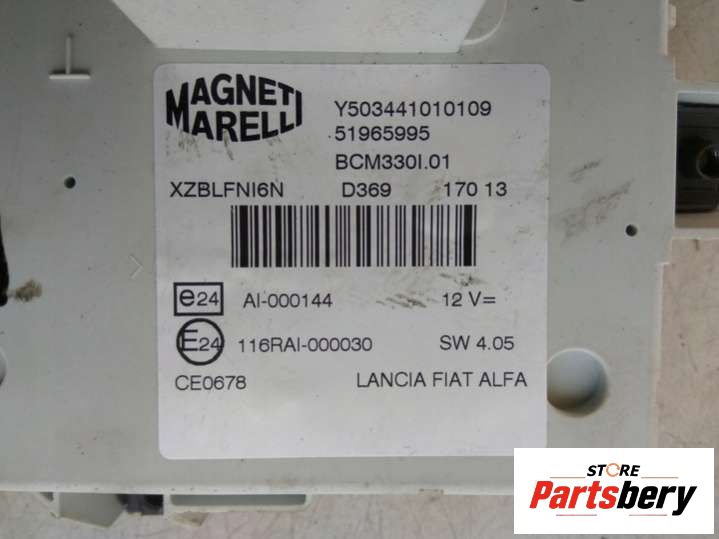 MAGNETI
MARELLI
Y503441010109
51965995
BCM330I.01
XZBLFNI6N D369 170 13
e24 AI-000144 12 V=
E24 116RAI-000030 SW 4.05
CE0678 LANCIA FIAT ALFA
STORE
Partsbery